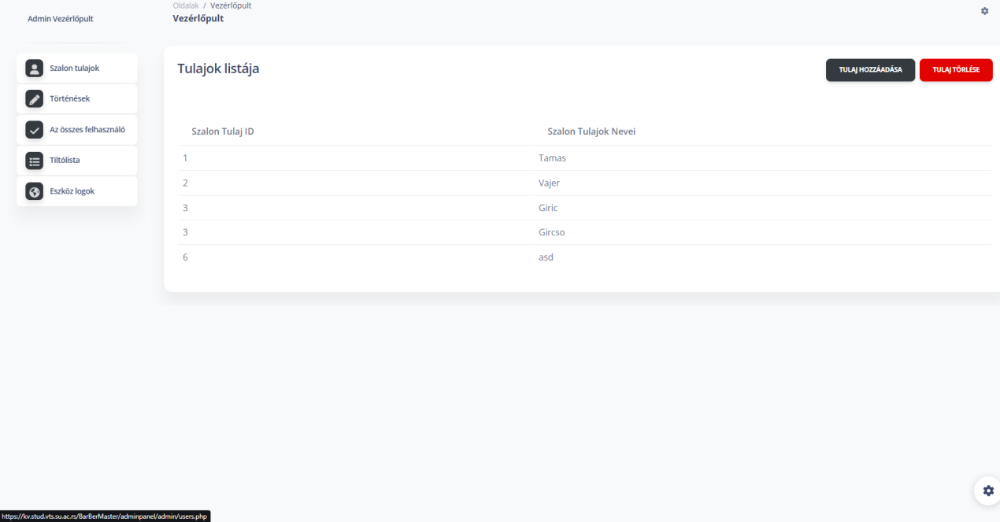 Admin Vezérlőpult
Szalon tulajok
Történések
Az összes felhasználó
Tiltólista
Eszköz logok
Oldalak / Vezérlőpult
Vezérlőpult
Tulajok listája
TULAJ HOZZÁADÁSA
TULAJ TÖRLÉSE
Szalon Tulaj ID Szalon Tulajok Nevei
1 Tamas
2 Vajer
3 Giric
3 Gircso
6 asd
https://kv.stud.vts.su.ac.rs/BarBerMaster/adminpanel/admin/users.php